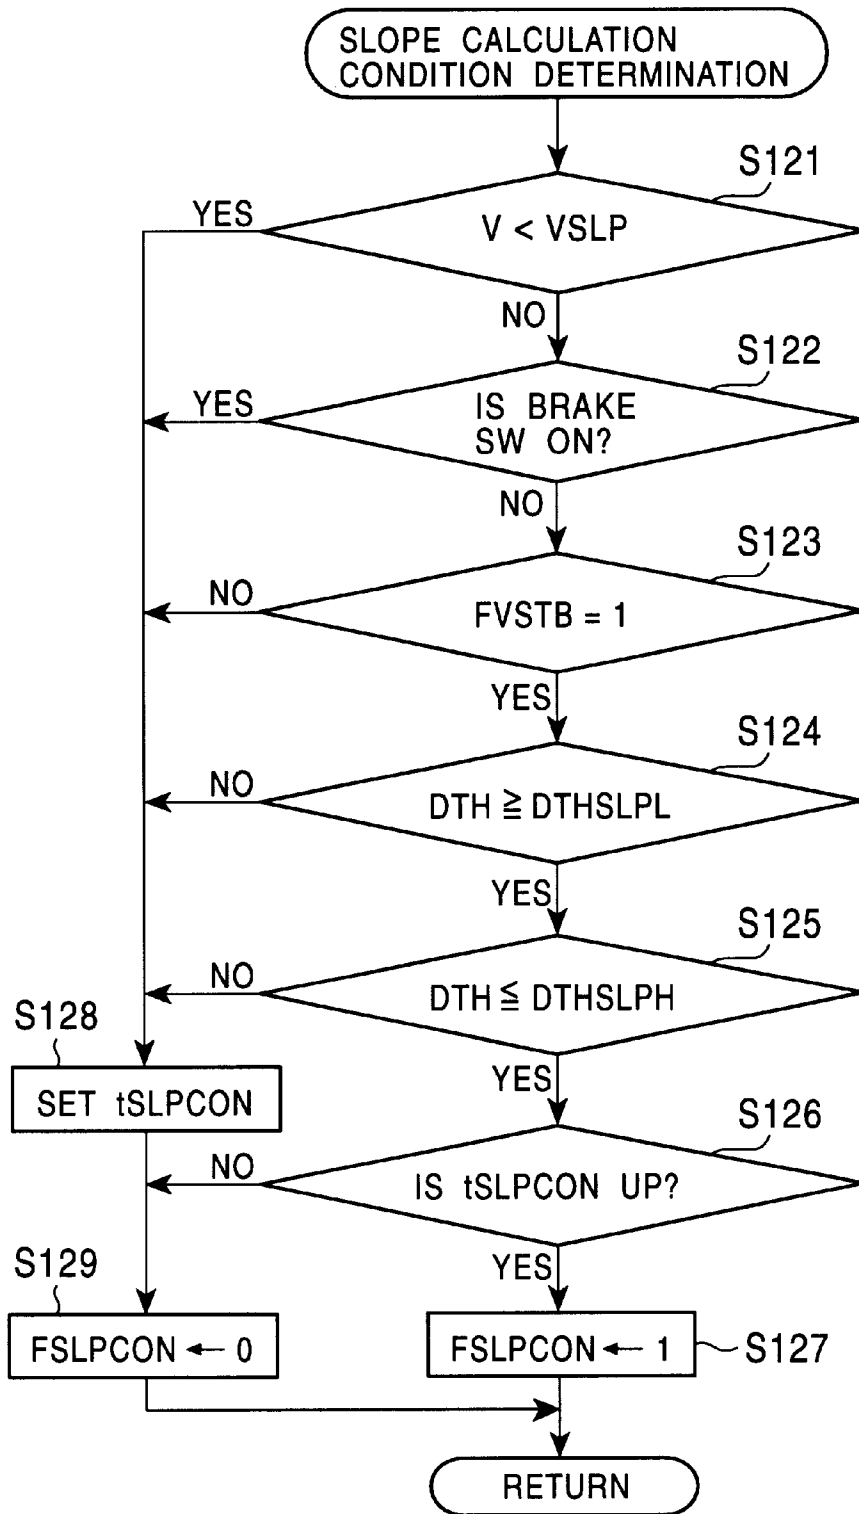 SLOPE CALCULATION
CONDITION DETERMINATION
S121
YES
V < VSLP
NO
S122
YES
IS BRAKE
SW ON?
NO
S123
NO
FVSTB = 1
YES
S124
NO
DTH ≧ DTHSLPL
YES
S125
NO
DTH ≦ DTHSLPH
S128
YES
SET tSLPCON
S126
NO
IS tSLPCON UP?
YES
S129
FSLPCON ← 0
FSLPCON ← 1
S127
RETURN